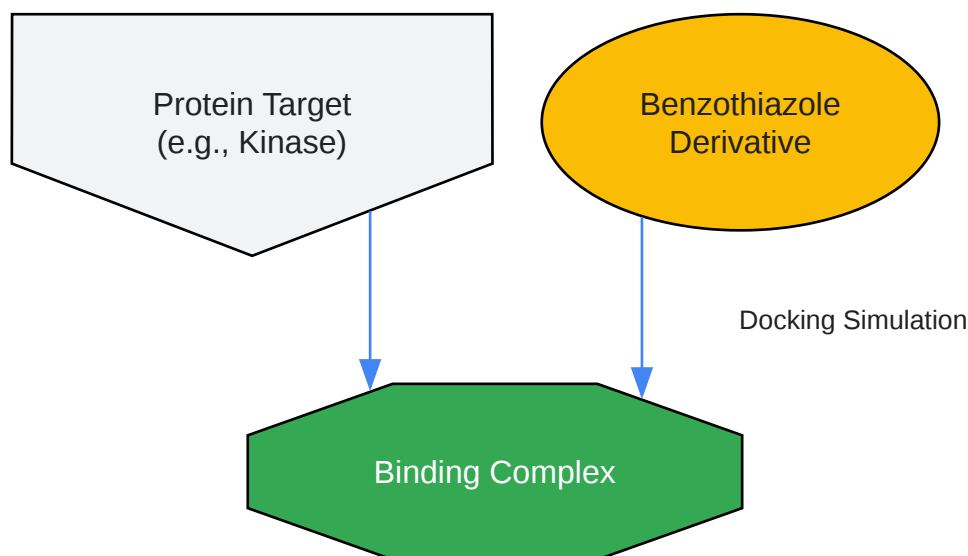 Protein Target
(e.g., Kinase)
Benzothiazole
Derivative
Docking Simulation
Binding Complex